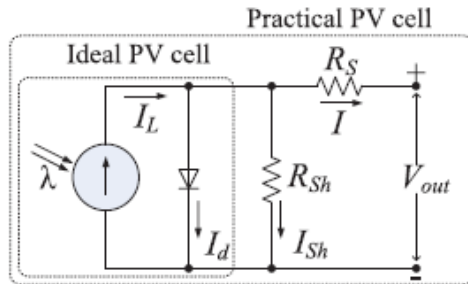 Practical PV cell
Ideal PV cell
R_S
+
I_L
I
λ
R_Sh
V_out
I_d
I_Sh
-